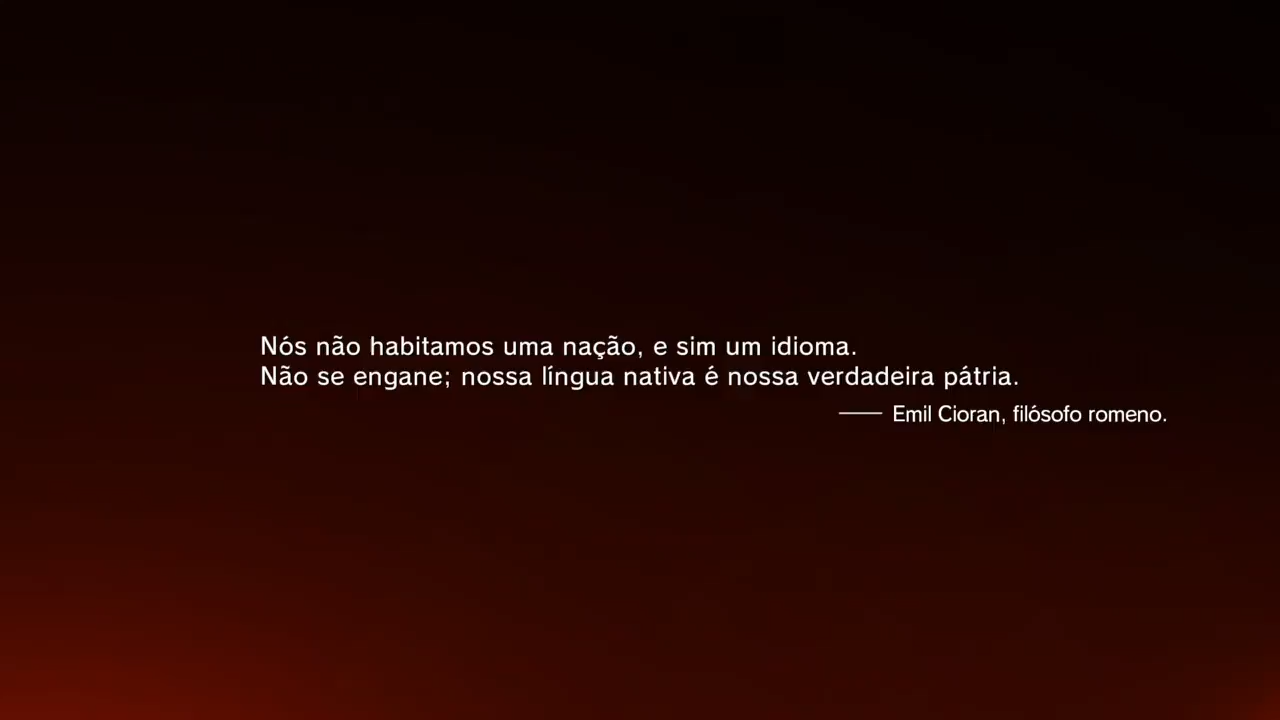 Nós não habitamos uma nação, e sim um idioma.
Não se engane; nossa língua nativa é nossa verdadeira pátria.
—— Emil Cioran, filósofo romeno.